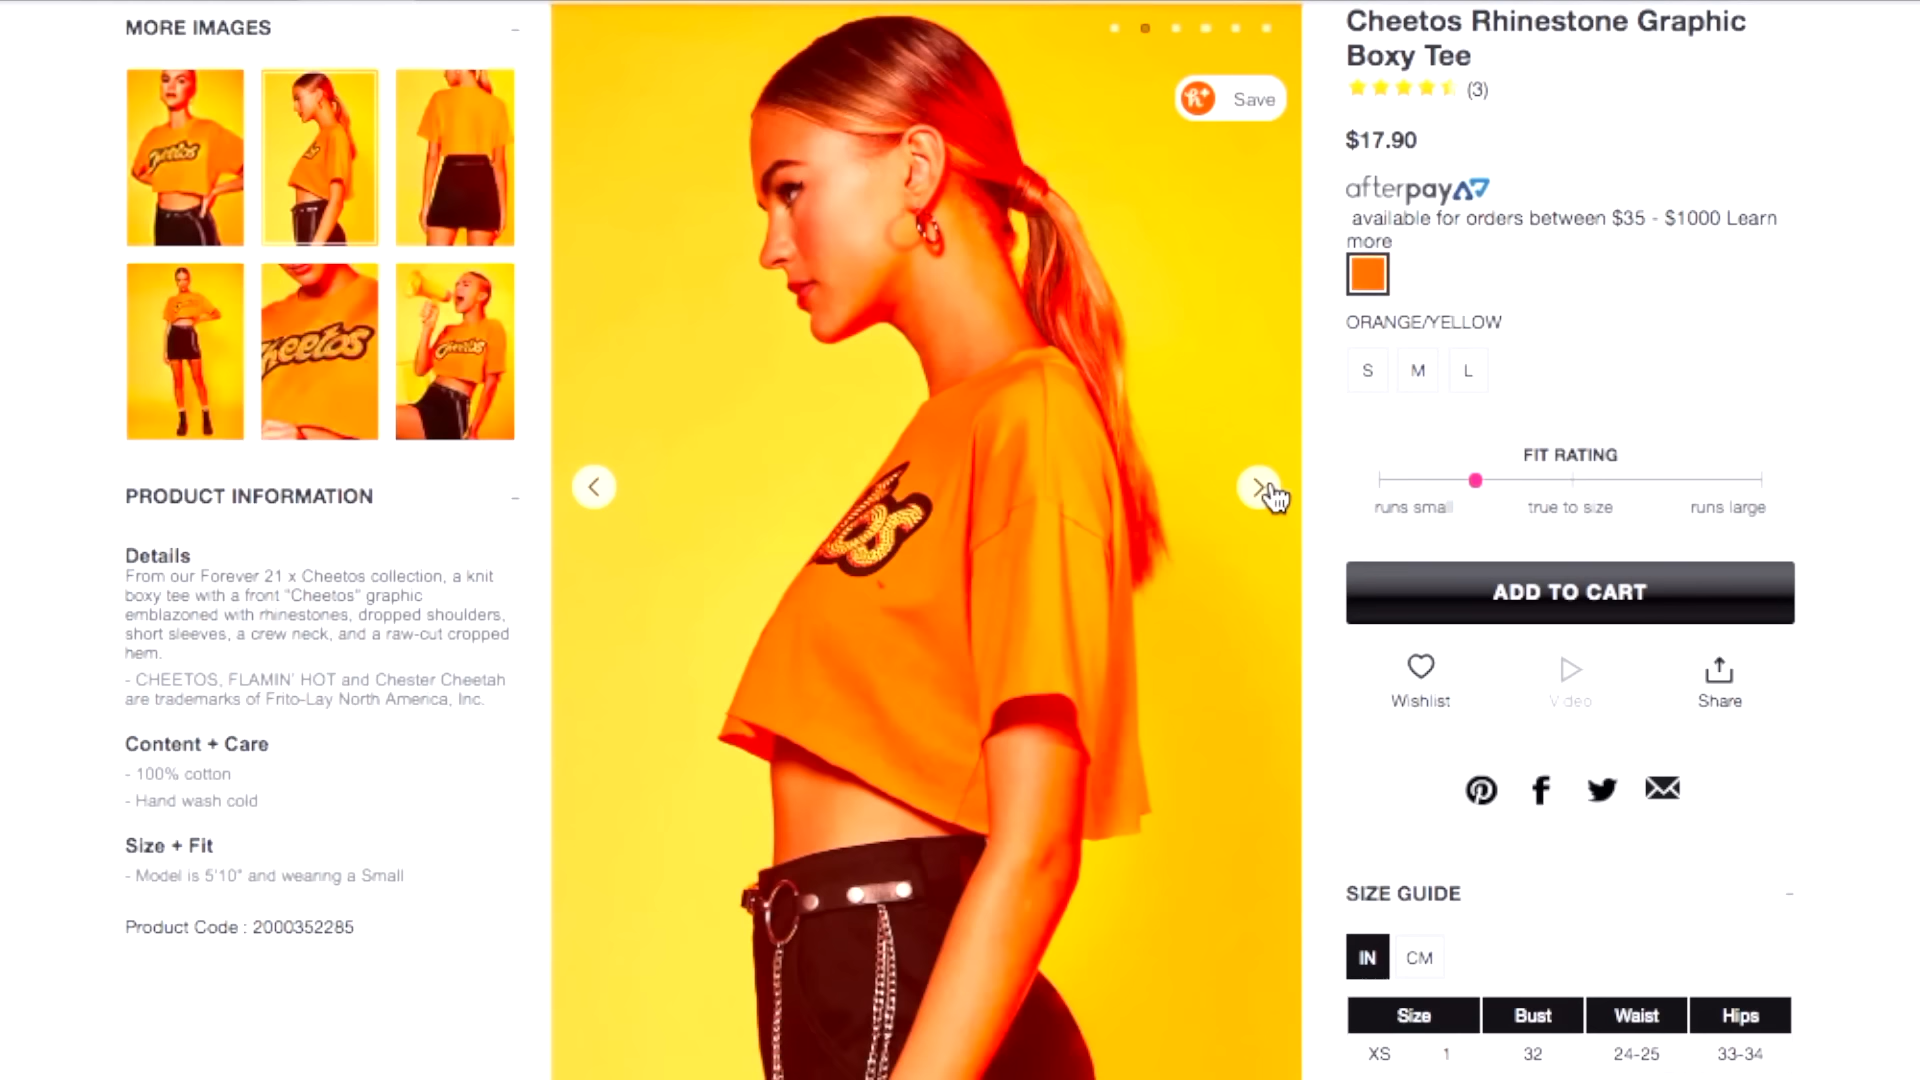 MORE IMAGES
Cheetos
Cheetos
heetos
Cheetos
PRODUCT INFORMATION
Details
From our Forever 21 x Cheetos collection, a knit
boxy tee with a front "Cheetos" graphic
emblazoned with rhinestones, dropped shoulders,
short sleeves, a crew neck, and a raw-cut cropped
hem.
- CHEETOS, FLAMIN' HOT and Chester Cheetah
are trademarks of Frito-Lay North America, Inc.
Content + Care
- 100% cotton
- Hand wash cold
Size + Fit
- Model is 5'10" and wearing a Small
Product Code : 2000352285
h+ Save
os
Cheetos Rhinestone Graphic
Boxy Tee
(3)
$17.90
afterpay
available for orders between $35 - $1000 Learn
more
ORANGE/YELLOW
S M L
FIT RATING
runs small true to size runs large
ADD TO CART
Wishlist Video Share
SIZE GUIDE
IN CM
Size Bust Waist Hips
XS 1 32 24-25 33-34